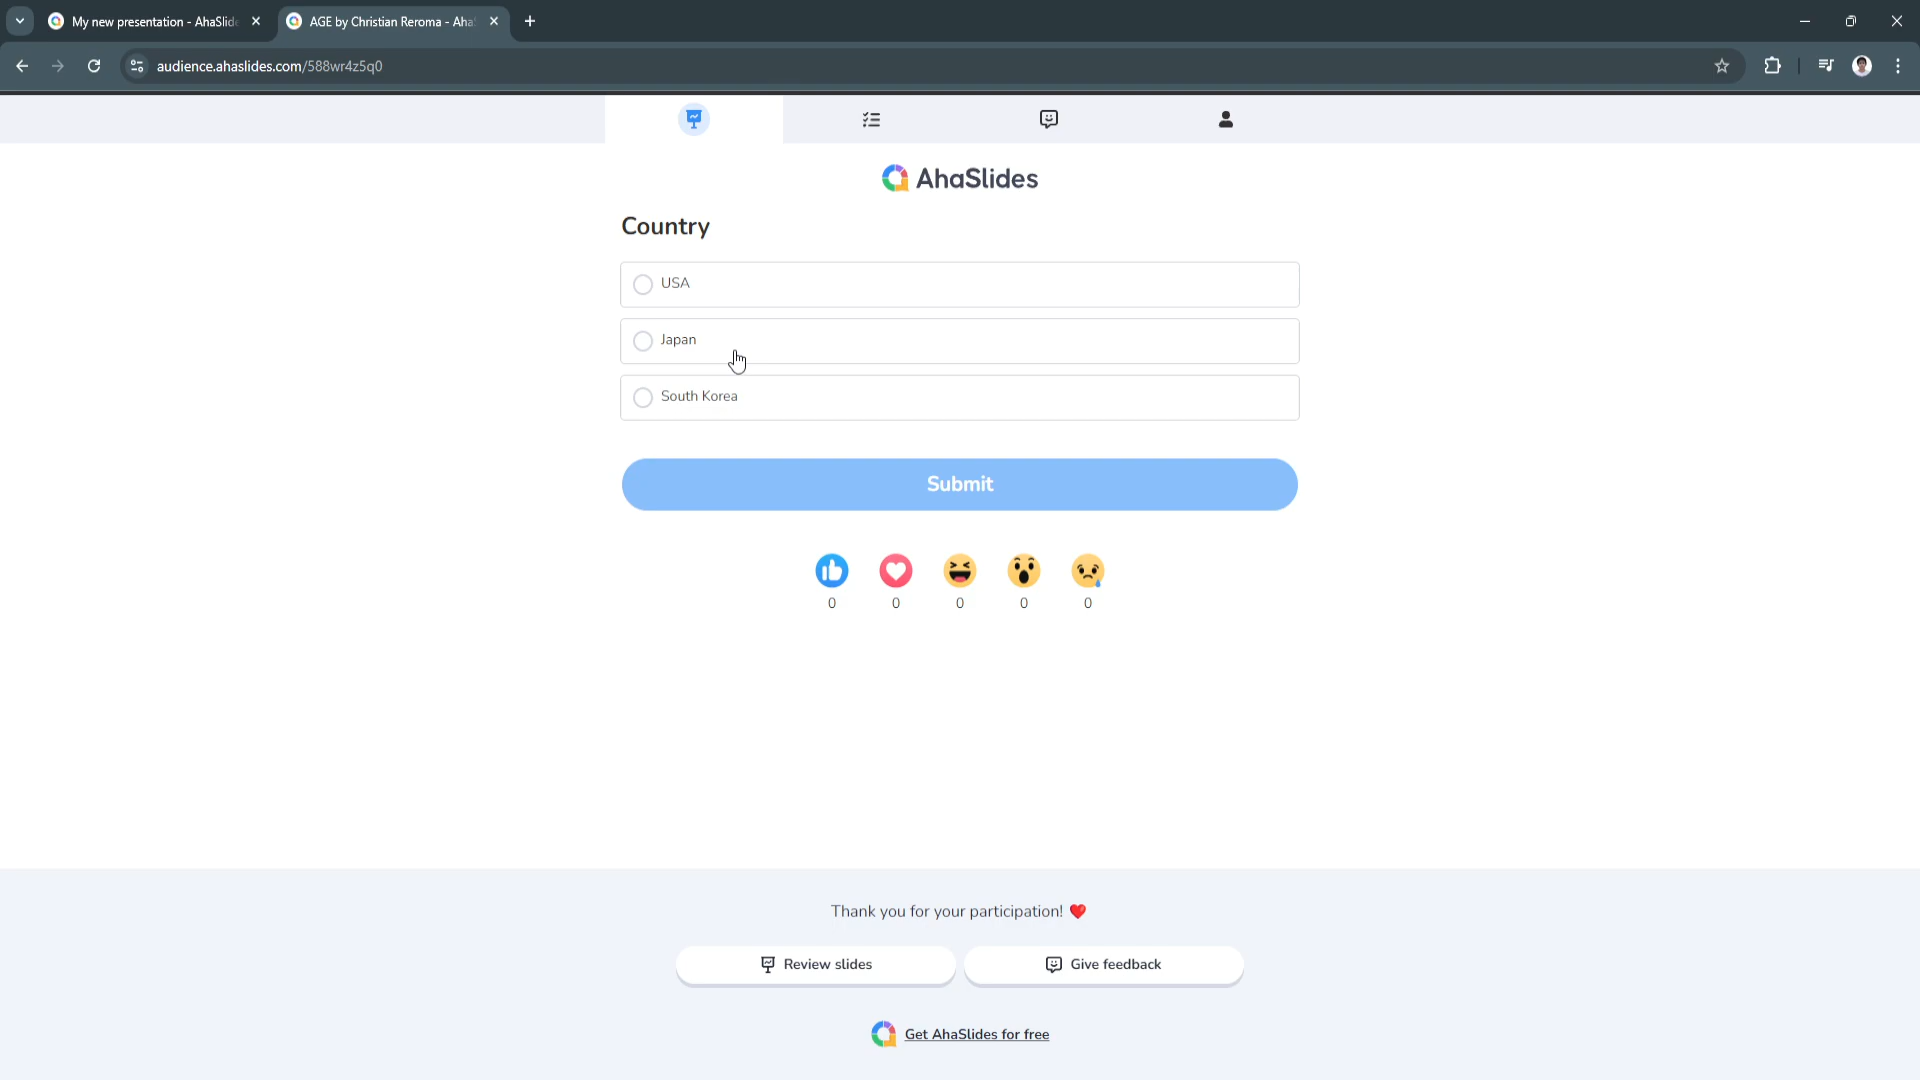 My new presentation - AhaSlide
AGE by Christian Reroma - Aha
audience.ahaslides.com/588wr4z5q0
AhaSlides
Country
USA
Japan
South Korea
Submit
0 0 0 0 0
Thank you for your participation! ❤️
Review slides
Give feedback
Get AhaSlides for free